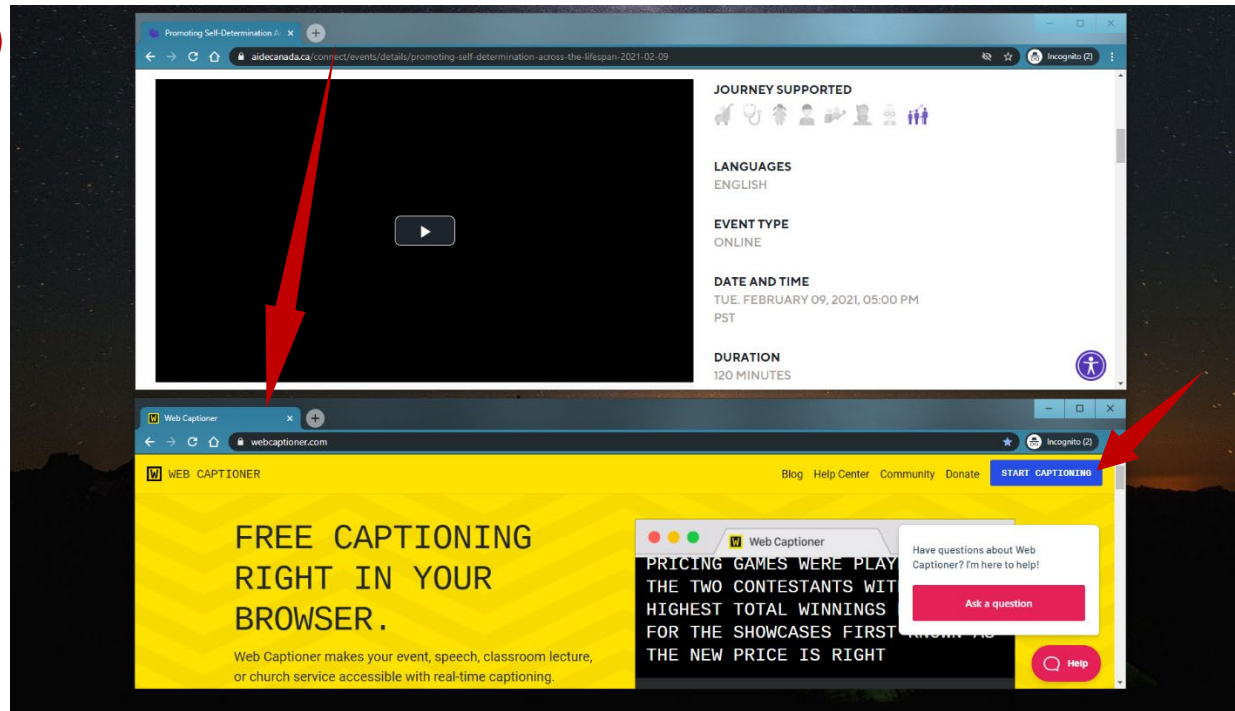 Promoting Self-Determination A
aidecanada.ca/connect/events/details/promoting-self-determination-across-the-lifespan-2021-02-09
Incognito (2)
JOURNEY SUPPORTED
LANGUAGES
ENGLISH
EVENT TYPE
ONLINE
DATE AND TIME
TUE. FEBRUARY 09, 2021, 05:00 PM
PST
DURATION
120 MINUTES
Web Captioner
webcaptioner.com
Incognito (2)
W WEB CAPTIONER
Blog Help Center Community Donate START CAPTIONING
FREE CAPTIONING
RIGHT IN YOUR
BROWSER.
Web Captioner makes your event, speech, classroom lecture,
or church service accessible with real-time captioning.
Web Captioner
PRICING GAMES WERE PLAY
THE TWO CONTESTANTS WIT
HIGHEST TOTAL WINNINGS
FOR THE SHOWCASES FIRST KNOWN AS
THE NEW PRICE IS RIGHT
Have questions about Web
Captioner? I'm here to help!
Ask a question
Help